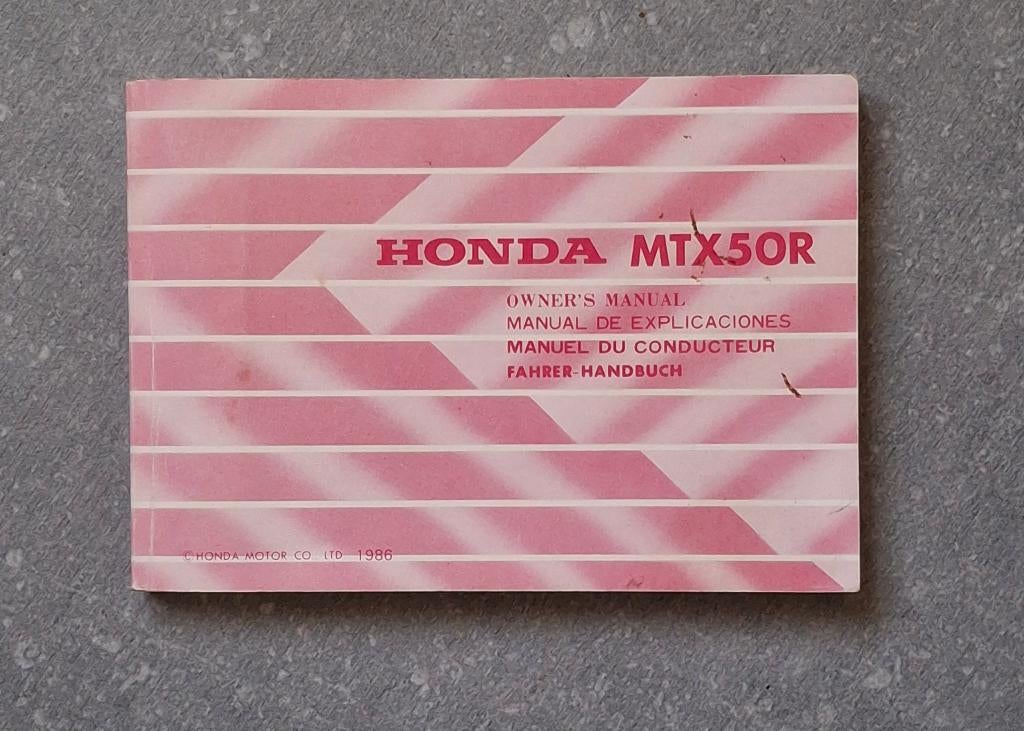 HONDA MTX50R
OWNER'S MANUAL
MANUAL DE EXPLICACIONES
MANUEL DU CONDUCTEUR
FAHRER-HANDBUCH
©HONDA MOTOR CO. LTD 1986